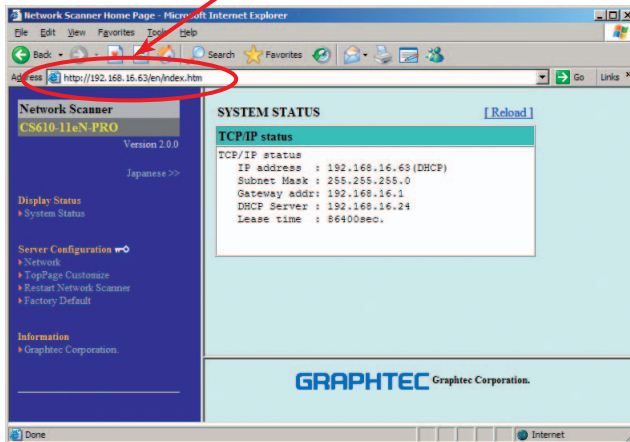 Network Scanner Home Page - Microsoft Internet Explorer
File Edit View Favorites Tools Help
Back Search Favorites
Address http://192.168.16.63/en/index.htm Go Links »
Network Scanner
CS610-11eN-PRO
Version 2.0.0
Japanese >>
Display Status
System Status
Server Configuration
Network
TopPage Customize
Restart Network Scanner
Factory Default
Information
Graphtec Corporation.
SYSTEM STATUS [ Reload ]
TCP/IP status
TCP/IP status
IP address : 192.168.16.63(DHCP)
Subnet Mask : 255.255.255.0
Gateway addr: 192.168.16.1
DHCP Server : 192.168.16.24
Lease time : 86400sec.
GRAPHTEC Graphtec Corporation.
Done Internet